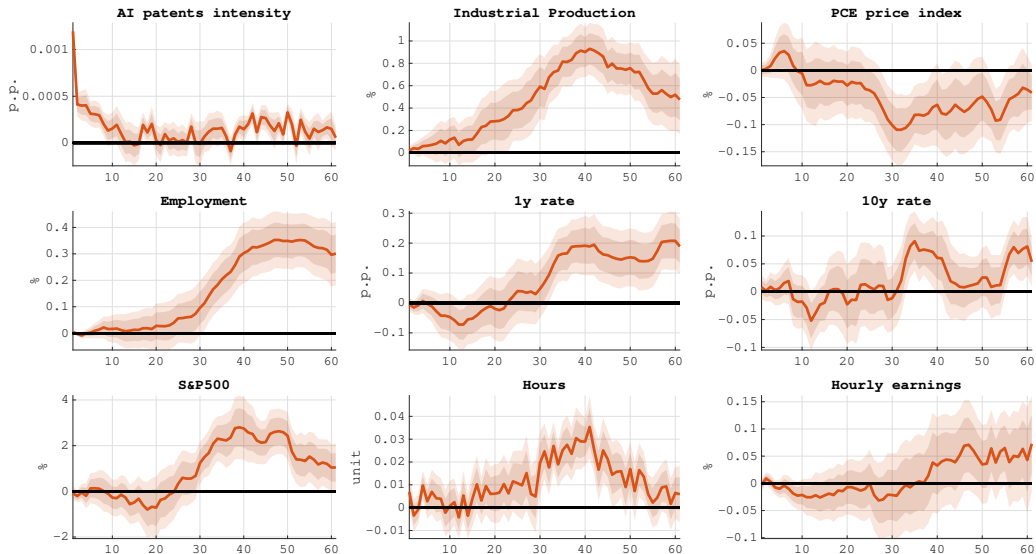 AI patents intensity
p.p.
0.001
0.0005
0
10 20 30 40 50 60
Industrial Production
%
1
0.8
0.6
0.4
0.2
0
10 20 30 40 50 60
PCE price index
%
0.05
0
-0.05
-0.1
-0.15
10 20 30 40 50 60
Employment
%
0.4
0.3
0.2
0.1
0
10 20 30 40 50 60
1y rate
p.p.
0.3
0.2
0.1
0
-0.1
10 20 30 40 50 60
10y rate
p.p.
0.1
0.05
0
-0.05
-0.1
10 20 30 40 50 60
S&P500
%
4
2
0
-2
10 20 30 40 50 60
Hours
unit
0.04
0.03
0.02
0.01
0
-0.01
10 20 30 40 50 60
Hourly earnings
%
0.15
0.1
0.05
0
-0.05
-0.1
10 20 30 40 50 60